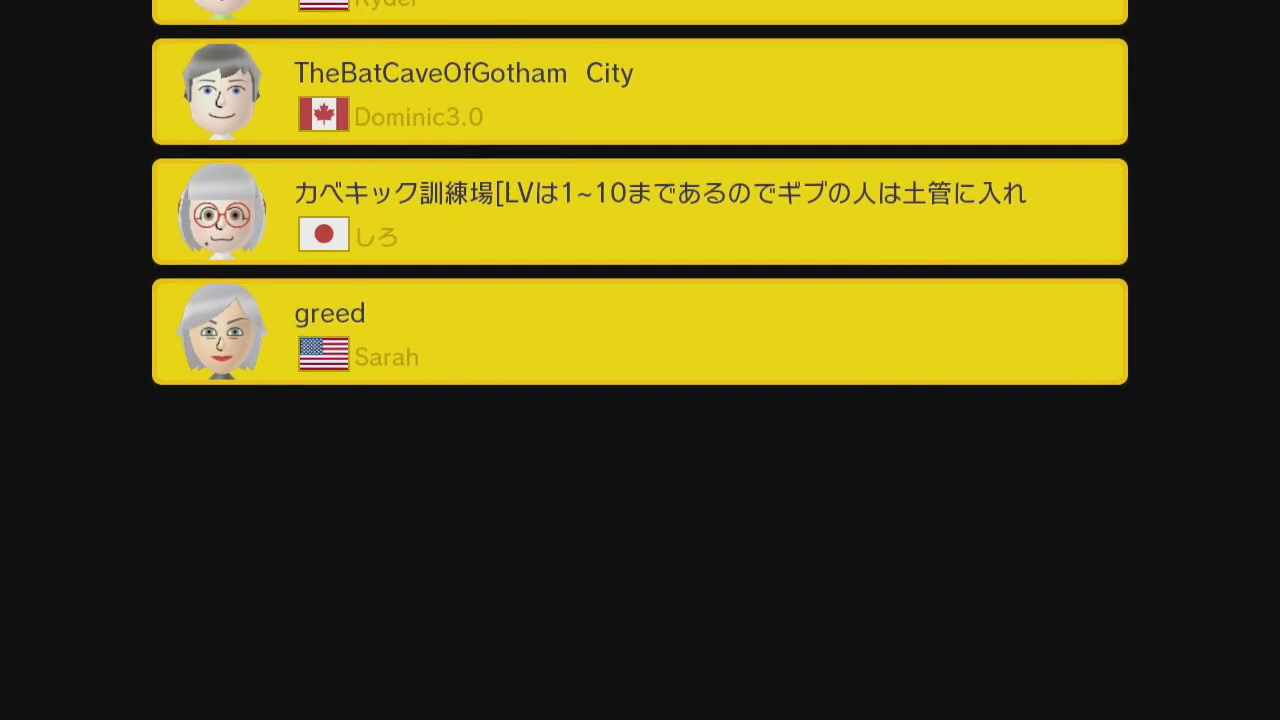 Ryder
TheBatCaveOfGotham  City
Dominic3.0
カベキック訓練場[LVは1~10まであるのでギブの人は土管に入れ
しろ
greed
Sarah